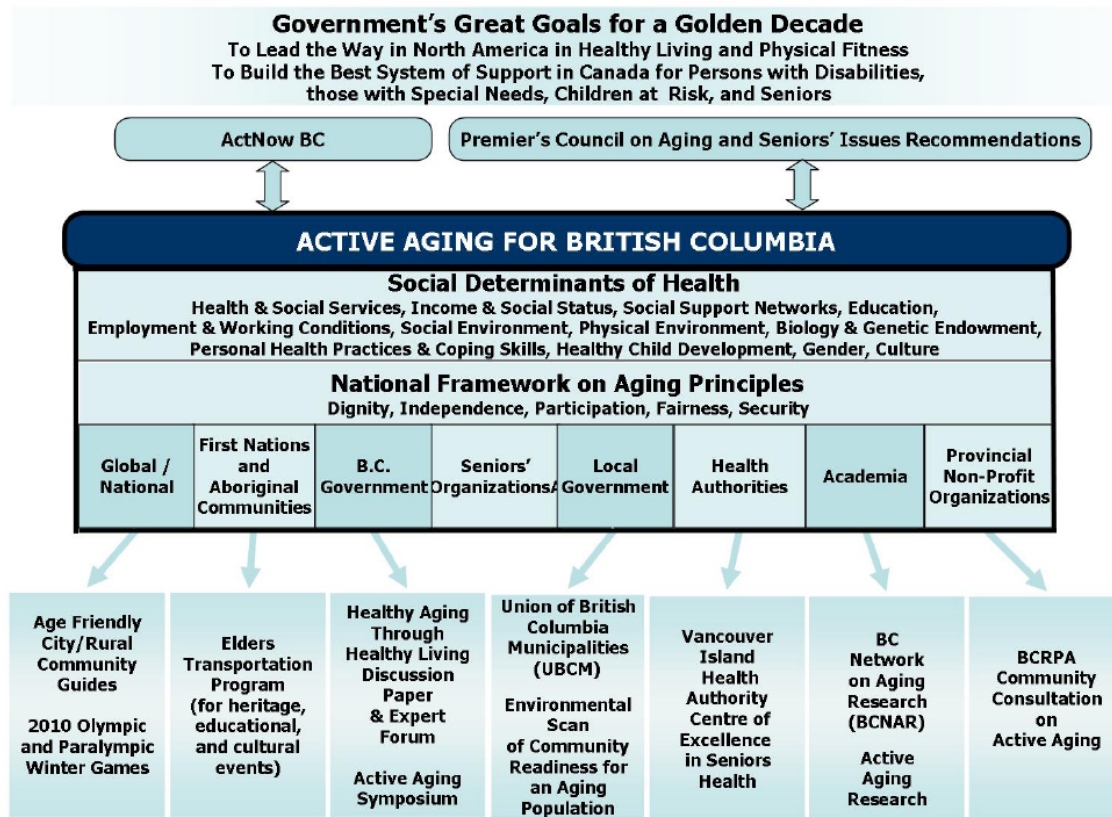 Government's Great Goals for a Golden Decade
To Lead the Way in North America in Healthy Living and Physical Fitness
To Build the Best System of Support in Canada for Persons with Disabilities,
those with Special Needs, Children at Risk, and Seniors
ActNow BC
Premier's Council on Aging and Seniors' Issues Recommendations
ACTIVE AGING FOR BRITISH COLUMBIA
Social Determinants of Health
Health & Social Services, Income & Social Status, Social Support Networks, Education,
Employment & Working Conditions, Social Environment, Physical Environment, Biology & Genetic Endowment,
Personal Health Practices & Coping Skills, Healthy Child Development, Gender, Culture
National Framework on Aging Principles
Dignity, Independence, Participation, Fairness, Security
Global /
National
First Nations
and
Aboriginal
Communities
B.C.
Government
Seniors'
Organizations
Local
Government
Health
Authorities
Academia
Provincial
Non-Profit
Organizations
Age Friendly
City/Rural
Community
Guides
2010 Olympic
and Paralympic
Winter Games
Elders
Transportation
Program
(for heritage,
educational,
and cultural
events)
Healthy Aging
Through
Healthy Living
Discussion
Paper
& Expert
Forum
Active Aging
Symposium
Union of British
Columbia
Municipalities
(UBCM)
Environmental
Scan
of Community
Readiness for
an Aging
Population
Vancouver
Island
Health
Authority
Centre of
Excellence
in Seniors
Health
BC
Network
on Aging
Research
(BCNAR)
Active
Aging
Research
BCRPA
Community
Consultation
on
Active Aging